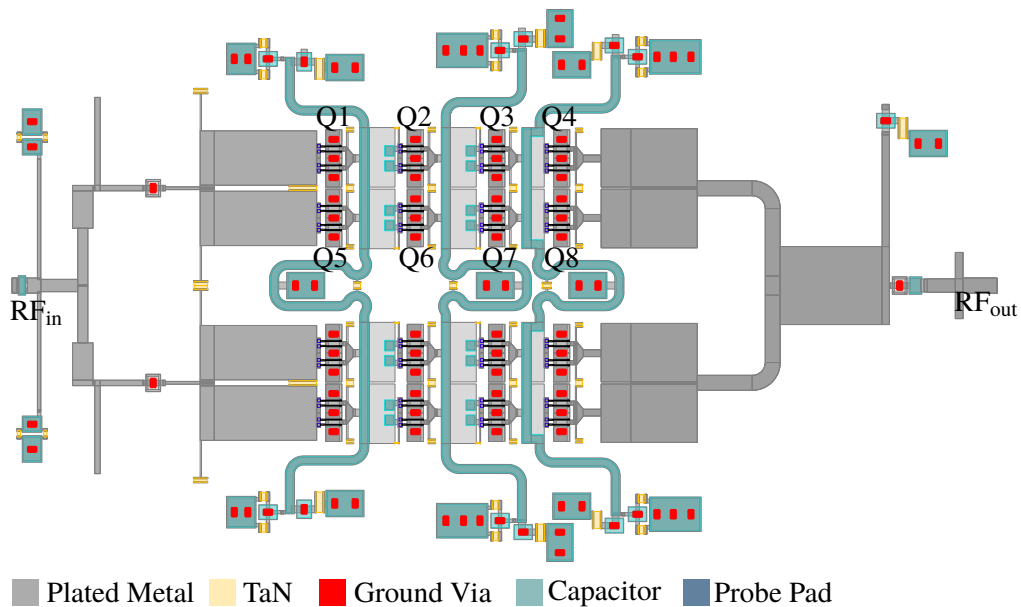 Q1 Q2 Q3 Q4
Q5 Q6 Q7 Q8
RFin RFout
Plated Metal TaN Ground Via Capacitor Probe Pad